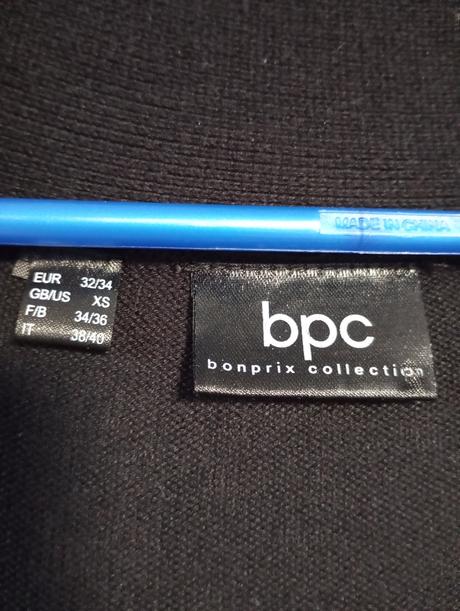 MADE IN CHINA
EUR 32/34
GB/US XS
F/B 34/36
IT 38/40
bpc
bonprix collection